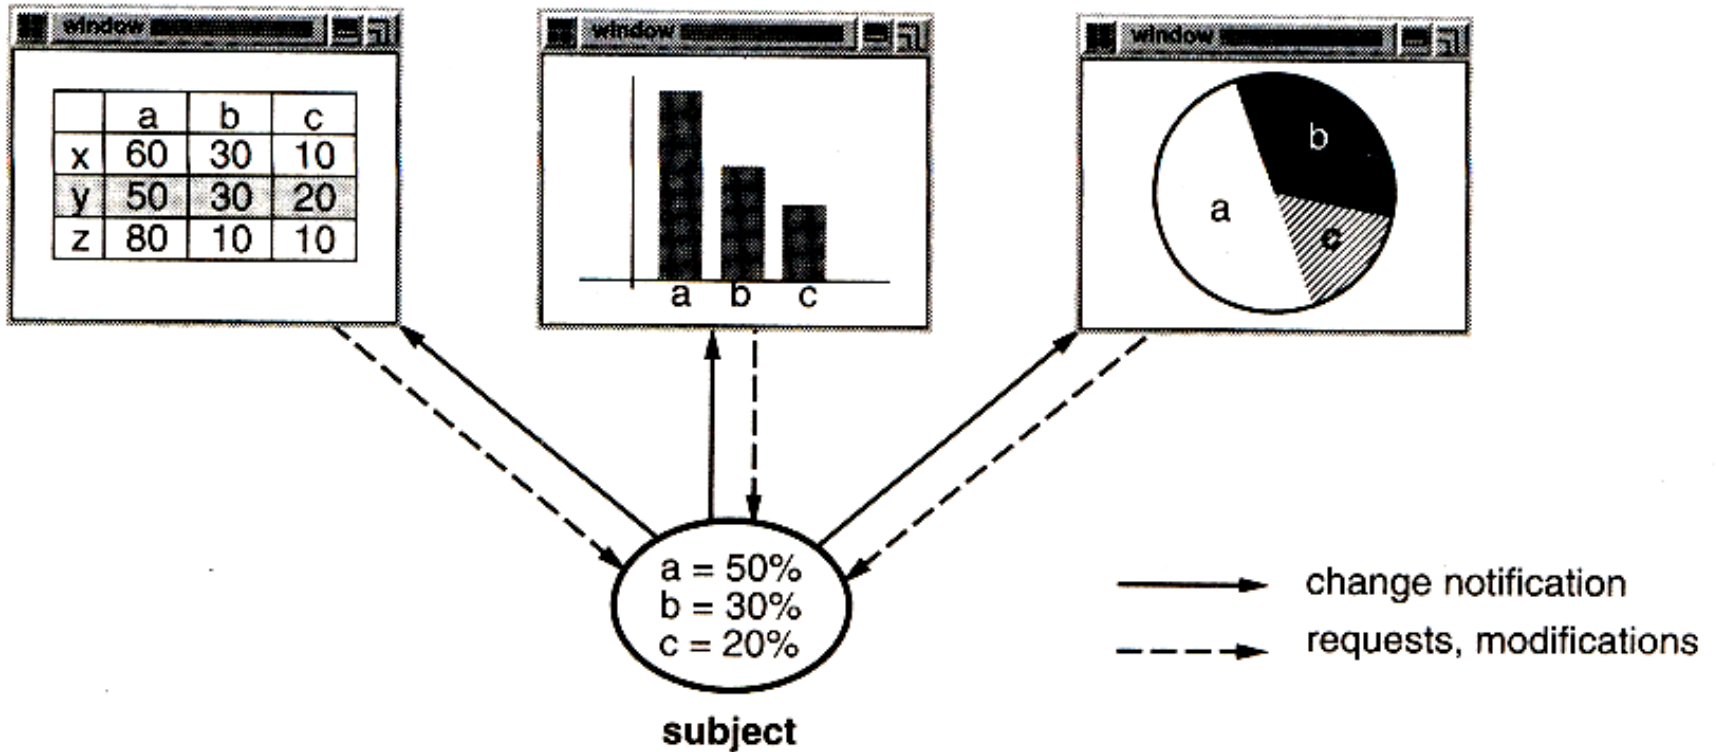 window
a b c
x 60 30 10
y 50 30 20
z 80 10 10
window
a b c
window
b
a
c
a = 50%
b = 30%
c = 20%
subject
change notification
requests, modifications